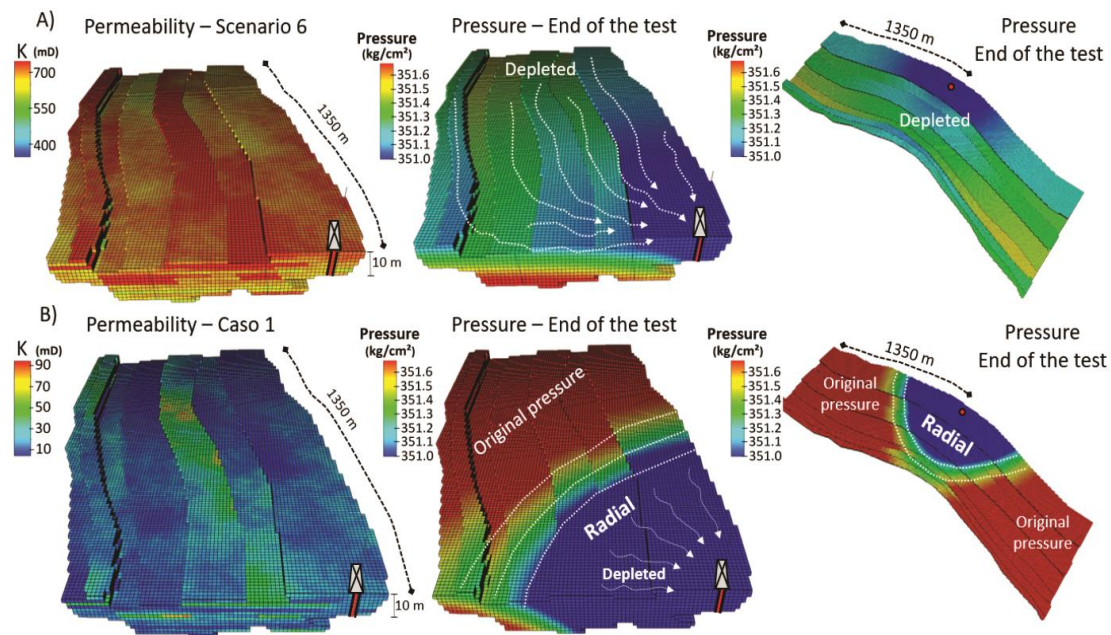 A)
Permeability – Scenario 6
K (mD)
700
550
400
1350 m
10 m
Pressure – End of the test
Pressure
(kg/cm²)
351.6
351.5
351.4
351.3
351.2
351.1
351.0
Depleted
Pressure
End of the test
1350 m
Pressure
(kg/cm²)
351.6
351.5
351.4
351.3
351.2
351.1
351.0
Depleted
B)
Permeability – Caso 1
K (mD)
90
70
50
30
10
1350 m
10 m
Pressure – End of the test
Pressure
(kg/cm²)
351.6
351.5
351.4
351.3
351.2
351.1
351.0
Original pressure
Radial
Depleted
Pressure
End of the test
1350 m
Pressure
(kg/cm²)
351.6
351.5
351.4
351.3
351.2
351.1
351.0
Original
pressure
Radial
Original
pressure